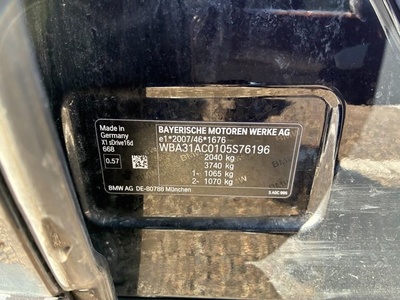 Made in
Germany
X1 sDrive16d
668
0.57
BAYERISCHE MOTOREN WERKE AG
e1*2007/46*1676
WBA31AC0105S76196
2040 kg
3740 kg
1- 1065 kg
2- 1070 kg
BMW AG DE-80788 München